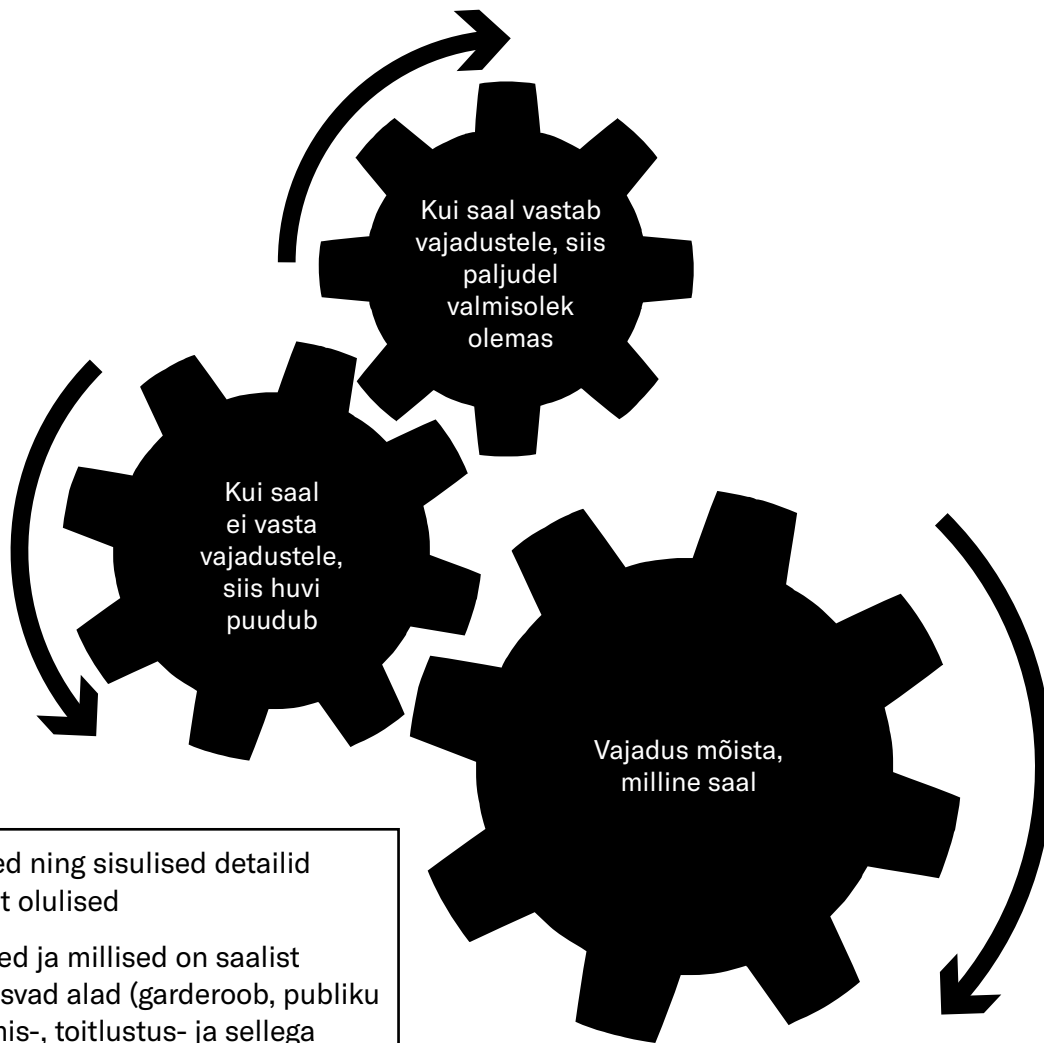 Kui saal vastab
vajadustele, siis
paljudel
valmisolek
olemas
Kui saal
ei vasta
vajadustele,
siis huvi
puudub
Vajadus mõista,
milline saal
ed ning sisulised detailid
t olulised
ed ja millised on saalist
svad alad (garderoob, publiku
nis-, toitlustus- ja sellega